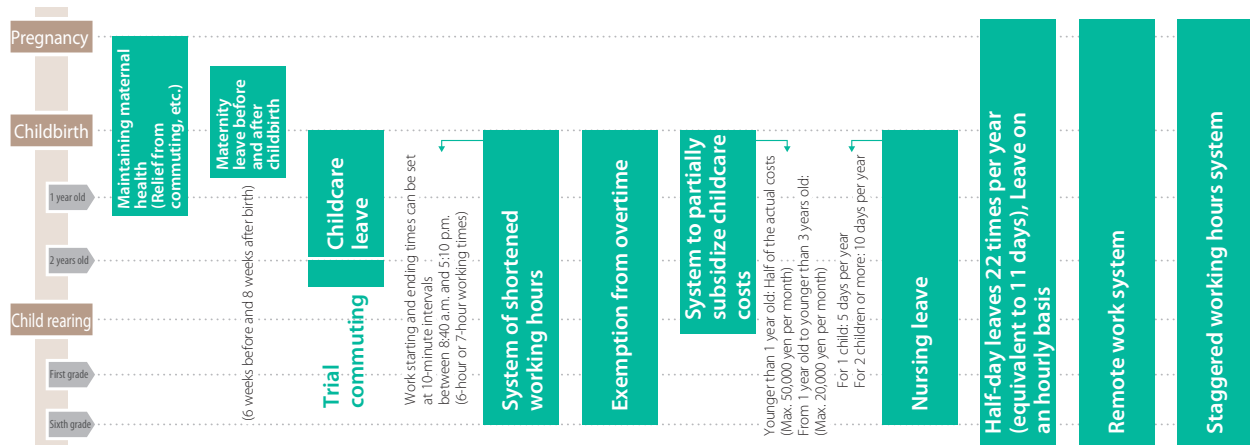 Pregnancy
Childbirth
1 year old
2 years old
Child rearing
First grade
Sixth grade
Maintaining maternal
health
(Relief from
commuting, etc.)
Maternity
leave before
and after
childbirth
(6 weeks before and 8 weeks after birth)
Childcare
leave
Trial
commuting
Work starting and ending times can be set
at 10-minute intervals
between 8:40 a.m. and 5:10 p.m.
(6-hour or 7-hour working times)
System of shortened
working hours
Exemption from overtime
System to partially
subsidize childcare
costs
Younger than 1 year old: Half of the actual costs
(Max. 50,000 yen per month)
From 1 year old to younger than 3 years old:
(Max. 20,000 yen per month)
For 1 child: 5 days per year
For 2 children or more: 10 days per year
Nursing leave
Half-day leaves 22 times per year
(equivalent to 11 days), Leave on
an hourly basis
Remote work system
Staggered working hours system